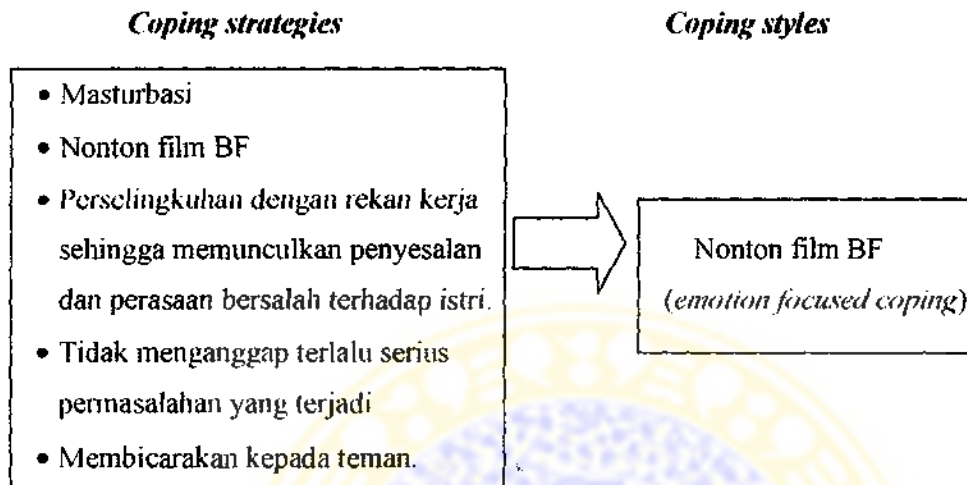 Coping strategies
Coping styles
• Masturbasi
• Nonton film BF
• Perselingkuhan dengan rekan kerja
sehingga memunculkan penyesalan
dan perasaan bersalah terhadap istri.
• Tidak menganggap terlalu serius
permasalahan yang terjadi
• Membicarakan kepada teman.
Nonton film BF
(emotion focused coping)